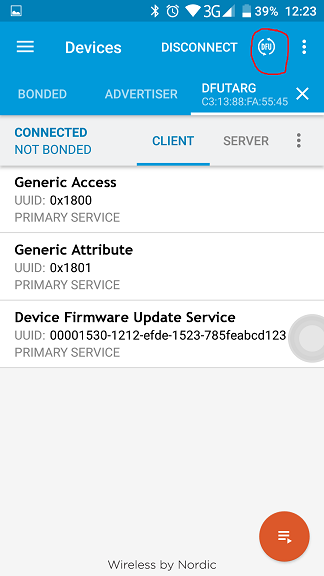 3G 39% 12:23
Devices DISCONNECT DFU
BONDED ADVERTISER DFUTARG
C3:13:88:FA:55:45
CONNECTED
NOT BONDED
CLIENT SERVER
Generic Access
UUID: 0x1800
PRIMARY SERVICE
Generic Attribute
UUID: 0x1801
PRIMARY SERVICE
Device Firmware Update Service
UUID: 00001530-1212-efde-1523-785feabcd123
PRIMARY SERVICE
Wireless by Nordic